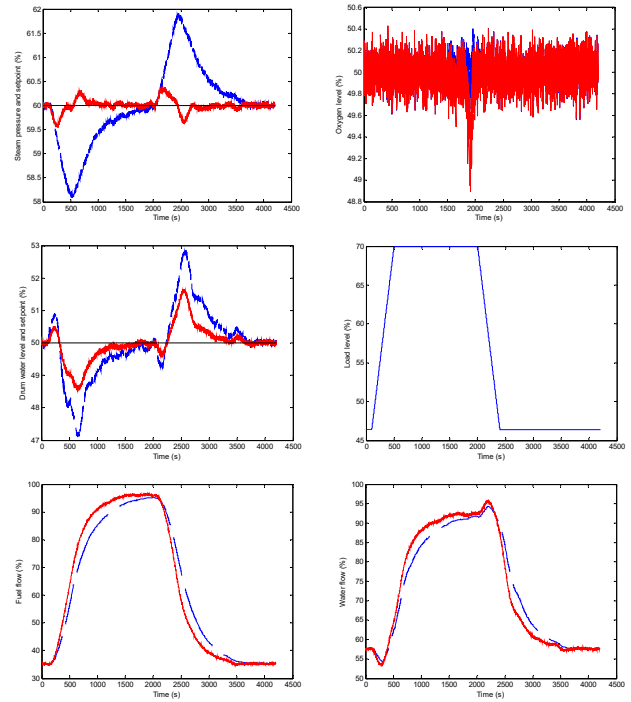 62
61.5
61
60.5
60
59.5
59
58.5
58
0 500 1000 1500 2000 2500 3000 3500 4000 4500
Time (s)
Steam pressure and setpoint (%)
50.6
50.4
50.2
50
49.8
49.6
49.4
49.2
49
48.8
0 500 1000 1500 2000 2500 3000 3500 4000 4500
Time (s)
Oxygen level (%)
53
52
51
50
49
48
47
0 500 1000 1500 2000 2500 3000 3500 4000 4500
Time (s)
Drum water level and setpoint (%)
70
65
60
55
50
45
0 500 1000 1500 2000 2500 3000 3500 4000 4500
Time (s)
Load level (%)
100
90
80
70
60
50
40
30
0 500 1000 1500 2000 2500 3000 3500 4000 4500
Time (s)
Fuel flow (%)
100
95
90
85
80
75
70
65
60
55
50
0 500 1000 1500 2000 2500 3000 3500 4000 4500
Time (s)
Water flow (%)